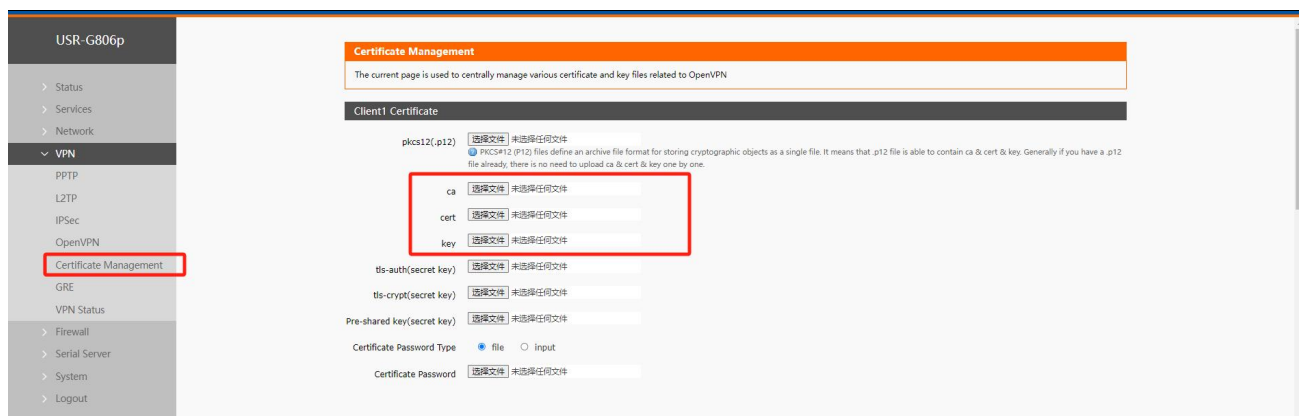 USR-G806p
Status
Services
Network
VPN
PPTP
L2TP
IPSec
OpenVPN
Certificate Management
GRE
VPN Status
Firewall
Serial Server
System
Logout
Certificate Management
The current page is used to centrally manage various certificate and key files related to OpenVPN
Client1 Certificate
pkcs12(.p12) 选择文件 未选择任何文件
PKCS#12 (P12) files define an archive file format for storing cryptographic objects as a single file. It means that .p12 file is able to contain ca & cert & key. Generally if you have a .p12
file already, there is no need to upload ca & cert & key one by one.
ca 选择文件 未选择任何文件
cert 选择文件 未选择任何文件
key 选择文件 未选择任何文件
tls-auth(secret key) 选择文件 未选择任何文件
tls-crypt(secret key) 选择文件 未选择任何文件
Pre-shared key(secret key) 选择文件 未选择任何文件
Certificate Password Type file input
Certificate Password 选择文件 未选择任何文件